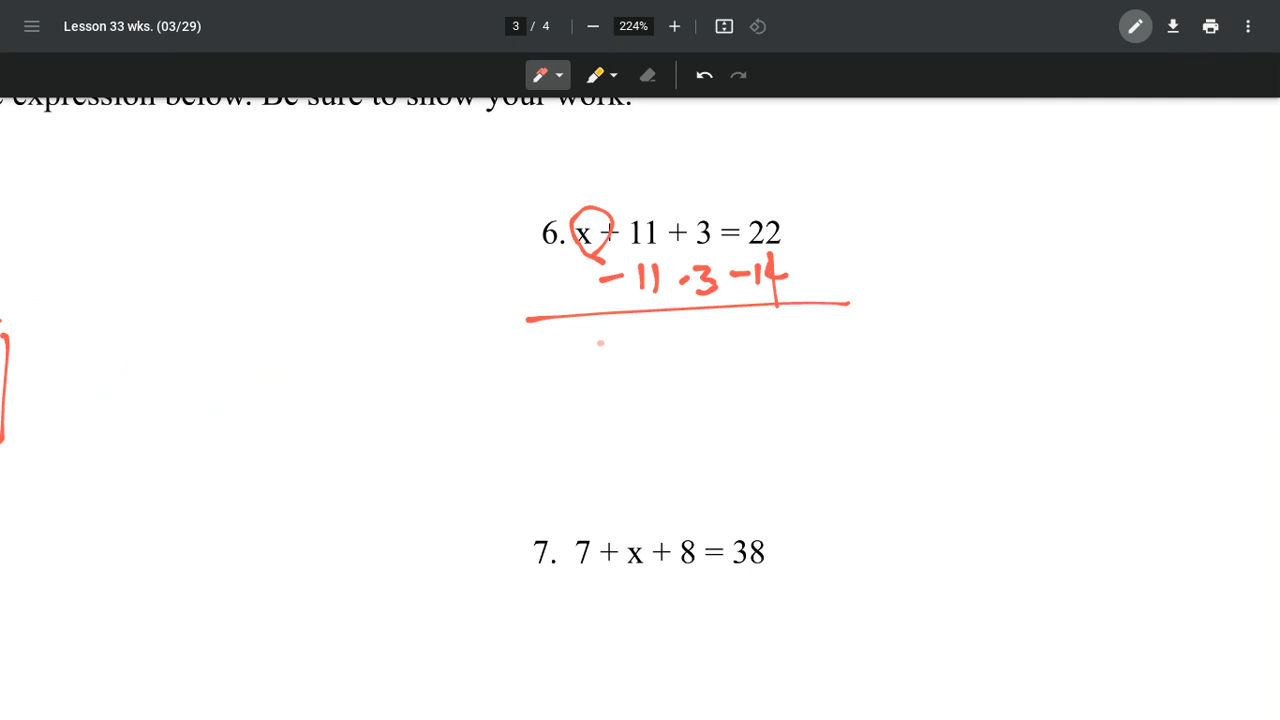 Lesson 33 wks. (03/29)
3 / 4
224%
expression below. Be sure to show your work.
6. x + 11 + 3 = 22
- 11 - 3 - 14
7. 7 + x + 8 = 38